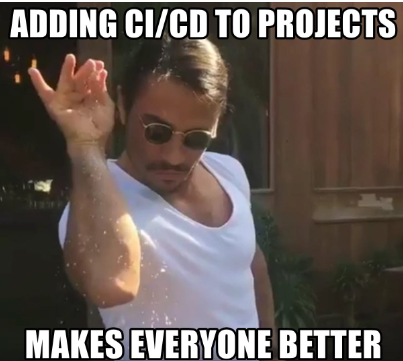 ADDING CI/CD TO PROJECTS
MAKES EVERYONE BETTER